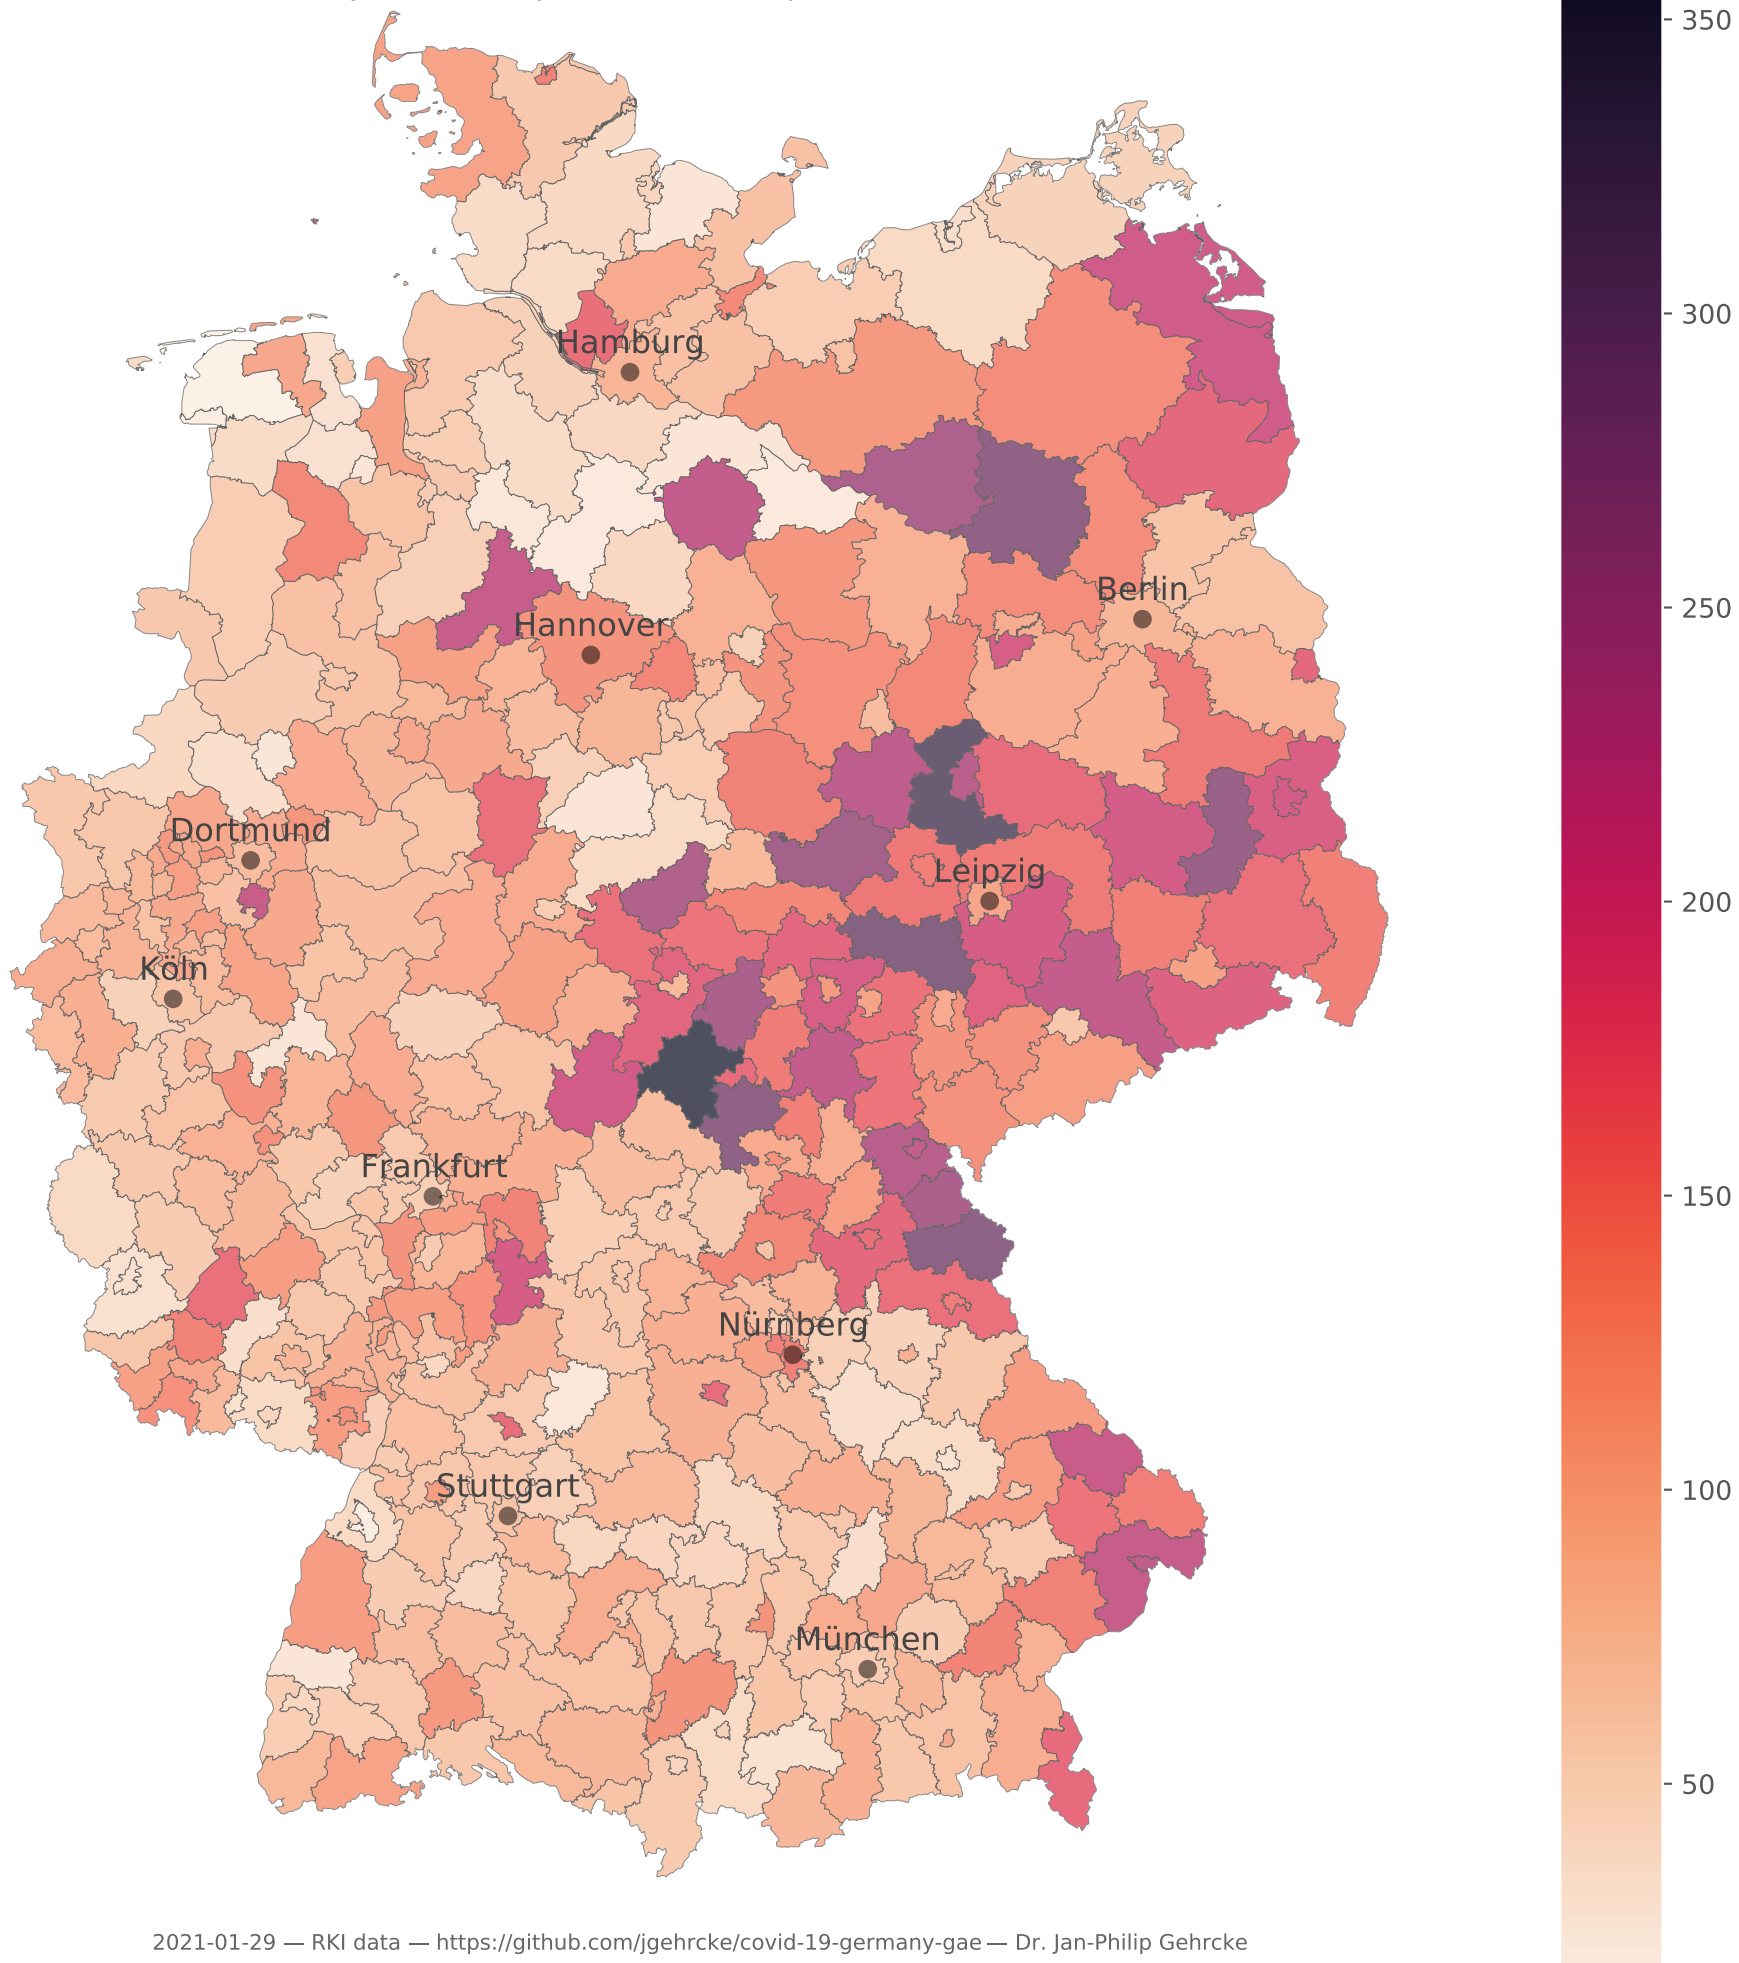 350
300
Hamburg
250
Berlin
Hannover
Dortmund
Leipzig
200
Köln
150
Frankfurt
Nürnberg
100
Stuttgart
München
50
2021-01-29 — RKI data — https://github.com/jgehrcke/covid-19-germany-gae — Dr. Jan-Philip Gehrcke